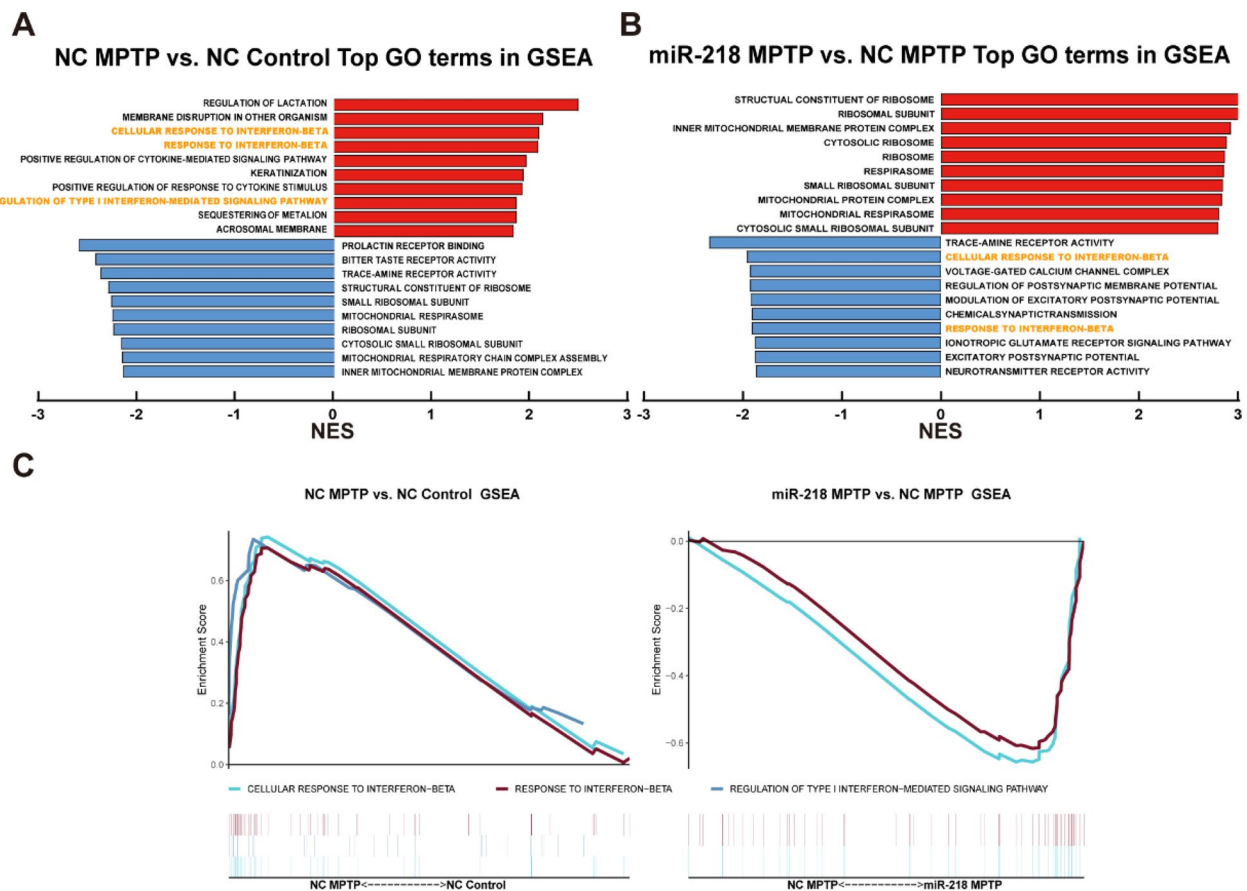 A
NC MPTP vs. NC Control Top GO terms in GSEA
REGULATION OF LACTATION
MEMBRANE DISRUPTION IN OTHER ORGANISM
CELLULAR RESPONSE TO INTERFERON-BETA
RESPONSE TO INTERFERON-BETA
POSITIVE REGULATION OF CYTOKINE-MEDIATED SIGNALING PATHWAY
KERATINIZATION
POSITIVE REGULATION OF RESPONSE TO CYTOKINE STIMULUS
GULATION OF TYPE I INTERFERON-MEDIATED SIGNALING PATHWAY
SEQUESTERING OF METALION
ACROSOMAL MEMBRANE
PROLACTIN RECEPTOR BINDING
BITTER TASTE RECEPTOR ACTIVITY
TRACE-AMINE RECEPTOR ACTIVITY
STRUCTURAL CONSTITUENT OF RIBOSOME
SMALL RIBOSOMAL SUBUNIT
MITOCHONDRIAL RESPIRASOME
RIBOSOMAL SUBUNIT
CYTOSOLIC SMALL RIBOSOMAL SUBUNIT
MITOCHONDRIAL RESPIRATORY CHAIN COMPLEX ASSEMBLY
INNER MITOCHONDRIAL MEMBRANE PROTEIN COMPLEX
-3 -2 -1 0 1 2 3
NES
B
miR-218 MPTP vs. NC MPTP Top GO terms in GSEA
STRUCTUAL CONSTITUENT OF RIBOSOME
RIBOSOMAL SUBUNIT
INNER MITOCHONDRIAL MEMBRANE PROTEIN COMPLEX
CYTOSOLIC RIBOSOME
RIBOSOME
RESPIRASOME
SMALL RIBOSOMAL SUBUNIT
MITOCHONDRIAL PROTEIN COMPLEX
MITOCHONDRIAL RESPIRASOME
CYTOSOLIC SMALL RIBOSOMAL SUBUNIT
TRACE-AMINE RECEPTOR ACTIVITY
CELLULAR RESPONSE TO INTERFERON-BETA
VOLTAGE-GATED CALCIUM CHANNEL COMPLEX
REGULATION OF POSTSYNAPTIC MEMBRANE POTENTIAL
MODULATION OF EXCITATORY POSTSYNAPTIC POTENTIAL
CHEMICALSYNAPTICTRANSMISSION
RESPONSE TO INTERFERON-BETA
IONOTROPIC GLUTAMATE RECEPTOR SIGNALING PATHWAY
EXCITATORY POSTSYNAPTIC POTENTIAL
NEUROTRANSMITTER RECEPTOR ACTIVITY
-3 -2 -1 0 1 2 3
NES
C
NC MPTP vs. NC Control GSEA
Enrichment Score
0.6
0.4
0.2
0.0
miR-218 MPTP vs. NC MPTP GSEA
Enrichment Score
0.0
−0.2
−0.4
−0.6
CELLULAR RESPONSE TO INTERFERON−BETA RESPONSE TO INTERFERON−BETA REGULATION OF TYPE I INTERFERON−MEDIATED SIGNALING PATHWAY
NC MPTP<----------->NC Control
NC MPTP<----------->miR-218 MPTP